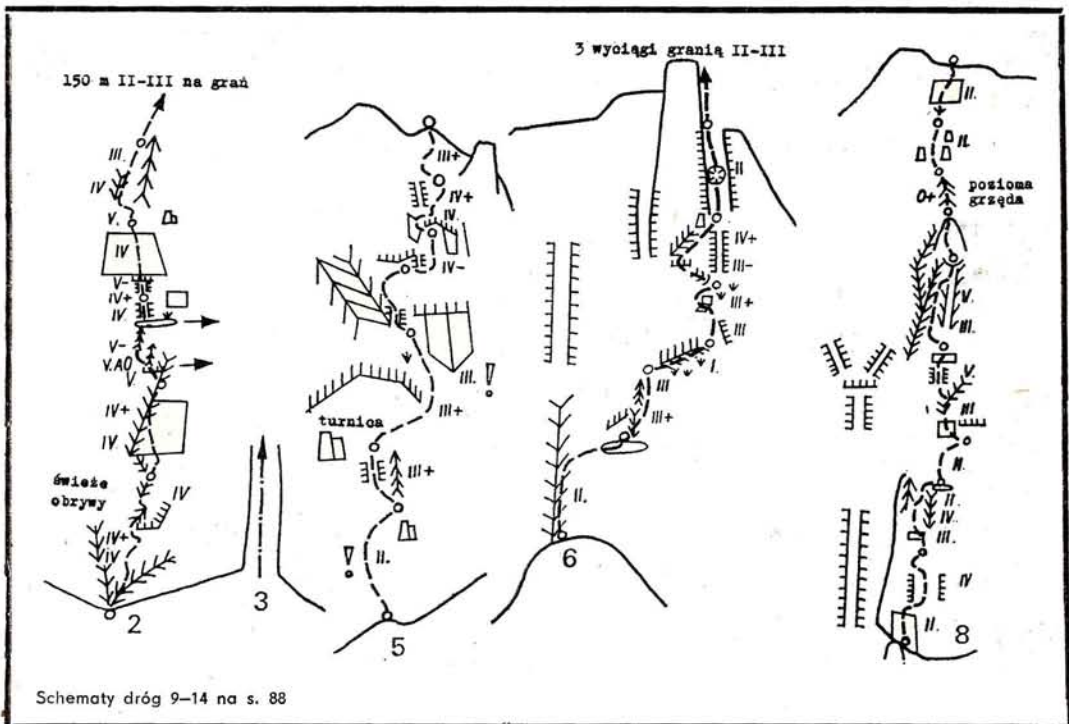 3 wyciągi granią II-III
150 m II-III na grań
III.
IV
V.
IV
V-
IV+
IV
V-
V.AO
V.
IV+
IV.
świeże
obrywy
IV
IV+
IV
2
3
III+
IV+
IV.
IV-
III.
!
III+
turnica
III+
II.
!
5
II
IV+
III-
III+
III
I.
III
III+
II.
6
II.
II.
O+
pozioma
grzęda
V.
III.
V.
III
II.
IV.
III.
IV
II.
8
Schematy dróg 9–14 na s. 88